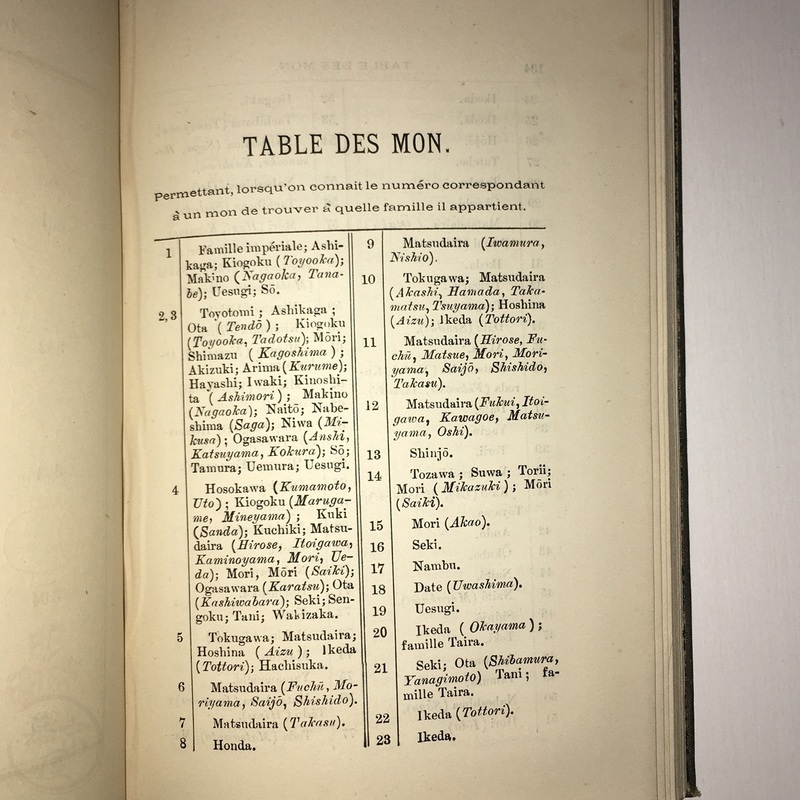 TABLE DES MON.
Permettant, lorsqu'on connait le numéro correspondant
à un mon de trouver à quelle famille il appartient.
1 Famille impériale; Ashi-
kaga; Kiogoku (Toyooka);
Makino (Nagaoka, Tana-
be); Uesugi; Sō.
2, 3 Toyotomi; Ashikaga;
Ota (Tendō); Kiogoku
(Toyooka, Tadotsu); Mōri;
Shimazu (Kagoshima);
Akizuki; Arima (Kurume);
Hayashi; Iwaki; Kinoshi-
ta (Ashimori); Makino
(Nagaoka); Naitō; Nabe-
shima (Saga); Niwa (Mi-
kusa); Ogasawara (Anshi,
Katsuyama, Kokura); Sō;
Tamura; Uemura; Uesugi.
4 Hosokawa (Kumamoto,
Uto); Kiogoku (Maruga-
me, Mineyama); Kuki
(Sanda); Kuchiki; Matsu-
daira (Hirose, Itoigawa,
Kaminoyama, Mori, Ue-
da); Mori, Mōri (Saiki);
Ogasawara (Karatsu); Ota
(Kashiwabara); Seki; Sen-
goku; Tani; Wakizaka.
5 Tokugawa; Matsudaira;
Hoshina (Aizu); Ikeda
(Tottori); Hachisuka.
6 Matsudaira (Fuchū, Mo-
riyama, Saijō, Shishido).
7 Matsudaira (Takasu).
8 Honda.
9 Matsudaira (Iwamura,
Nishio).
10 Tokugawa; Matsudaira
(Akashi, Hamada, Taka-
matsu, Tsuyama); Hoshina
(Aizu); Ikeda (Tottori).
11 Matsudaira (Hirose, Fu-
chū, Matsue, Mori, Mori-
yama, Saijō, Shishido,
Takasu).
12 Matsudaira (Fukui, Itoi-
gawa, Kawagoe, Matsu-
yama, Oshi).
13 Shinjō.
14 Tozawa; Suwa; Torii;
Mori (Mikazuki); Mōri
(Saiki).
15 Mori (Akao).
16 Seki.
17 Nambu.
18 Date (Uwashima).
19 Uesugi.
20 Ikeda (Okayama);
famille Taira.
21 Seki; Ota (Shibamura,
Yanagimoto) Tani; fa-
mille Taira.
22 Ikeda (Tottori).
23 Ikeda.